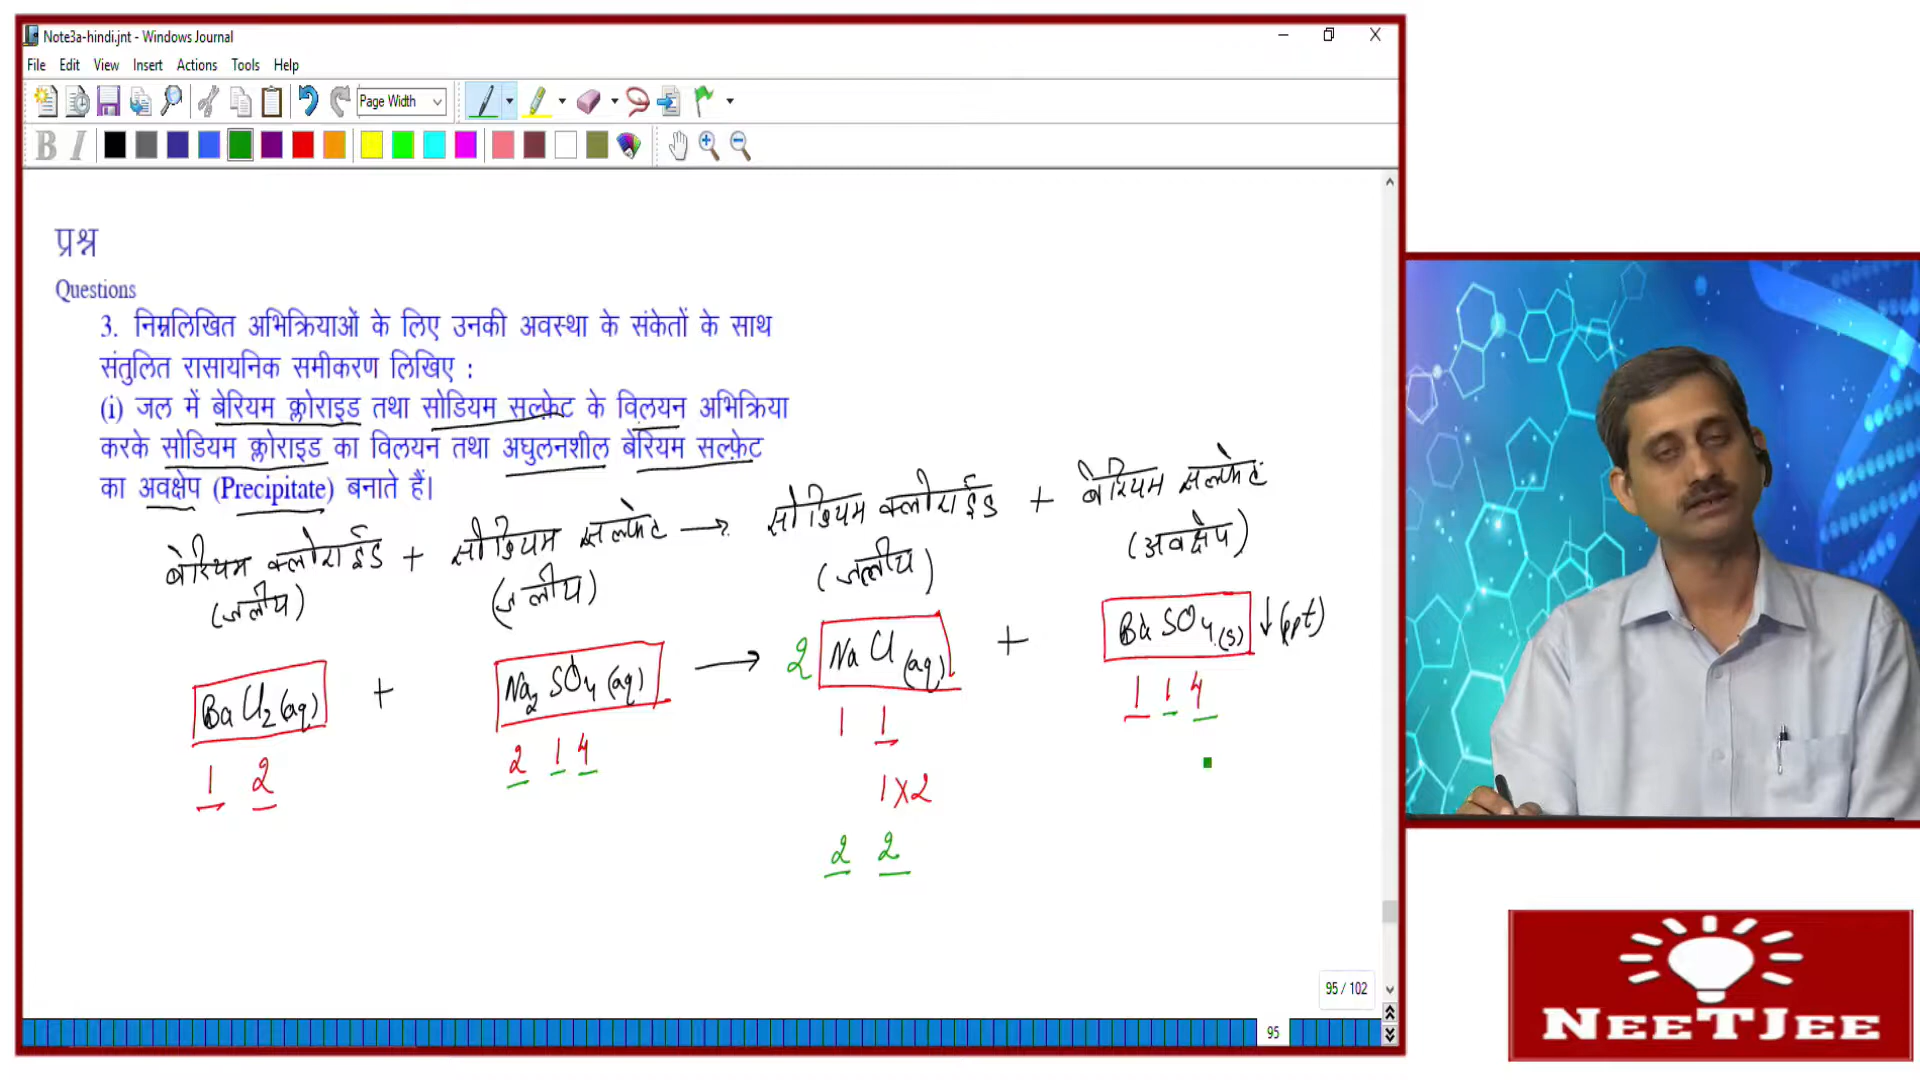 Note3a-hindi.jnt - Windows Journal
File Edit View Insert Actions Tools Help
Page Width
B I
प्रश्न
Questions
3. निम्नलिखित अभिक्रियाओं के लिए उनकी अवस्था के संकेतों के साथ
संतुलित रासायनिक समीकरण लिखिए :
(i) जल में बेरियम क्लोराइड तथा सोडियम सल्फ़ेट के विलयन अभिक्रिया
करके सोडियम क्लोराइड का विलयन तथा अघुलनशील बेरियम सल्फ़ेट
का अवक्षेप (Precipitate) बनाते हैं।
बेरियम क्लोराईड + सोडियम सल्फेट → सोडियम क्लोराईड + बेरियम सल्फेट
(जलीय) (जलीय) (जलीय) (अवक्षेप)
BaCl2(aq) + Na2SO4(aq) → 2 NaCl(aq) + BaSO4(s)↓(ppt)
1 2 2 1 4 1 1 1 1 4
1x2
2 2
95 / 102
95
NEETJEE